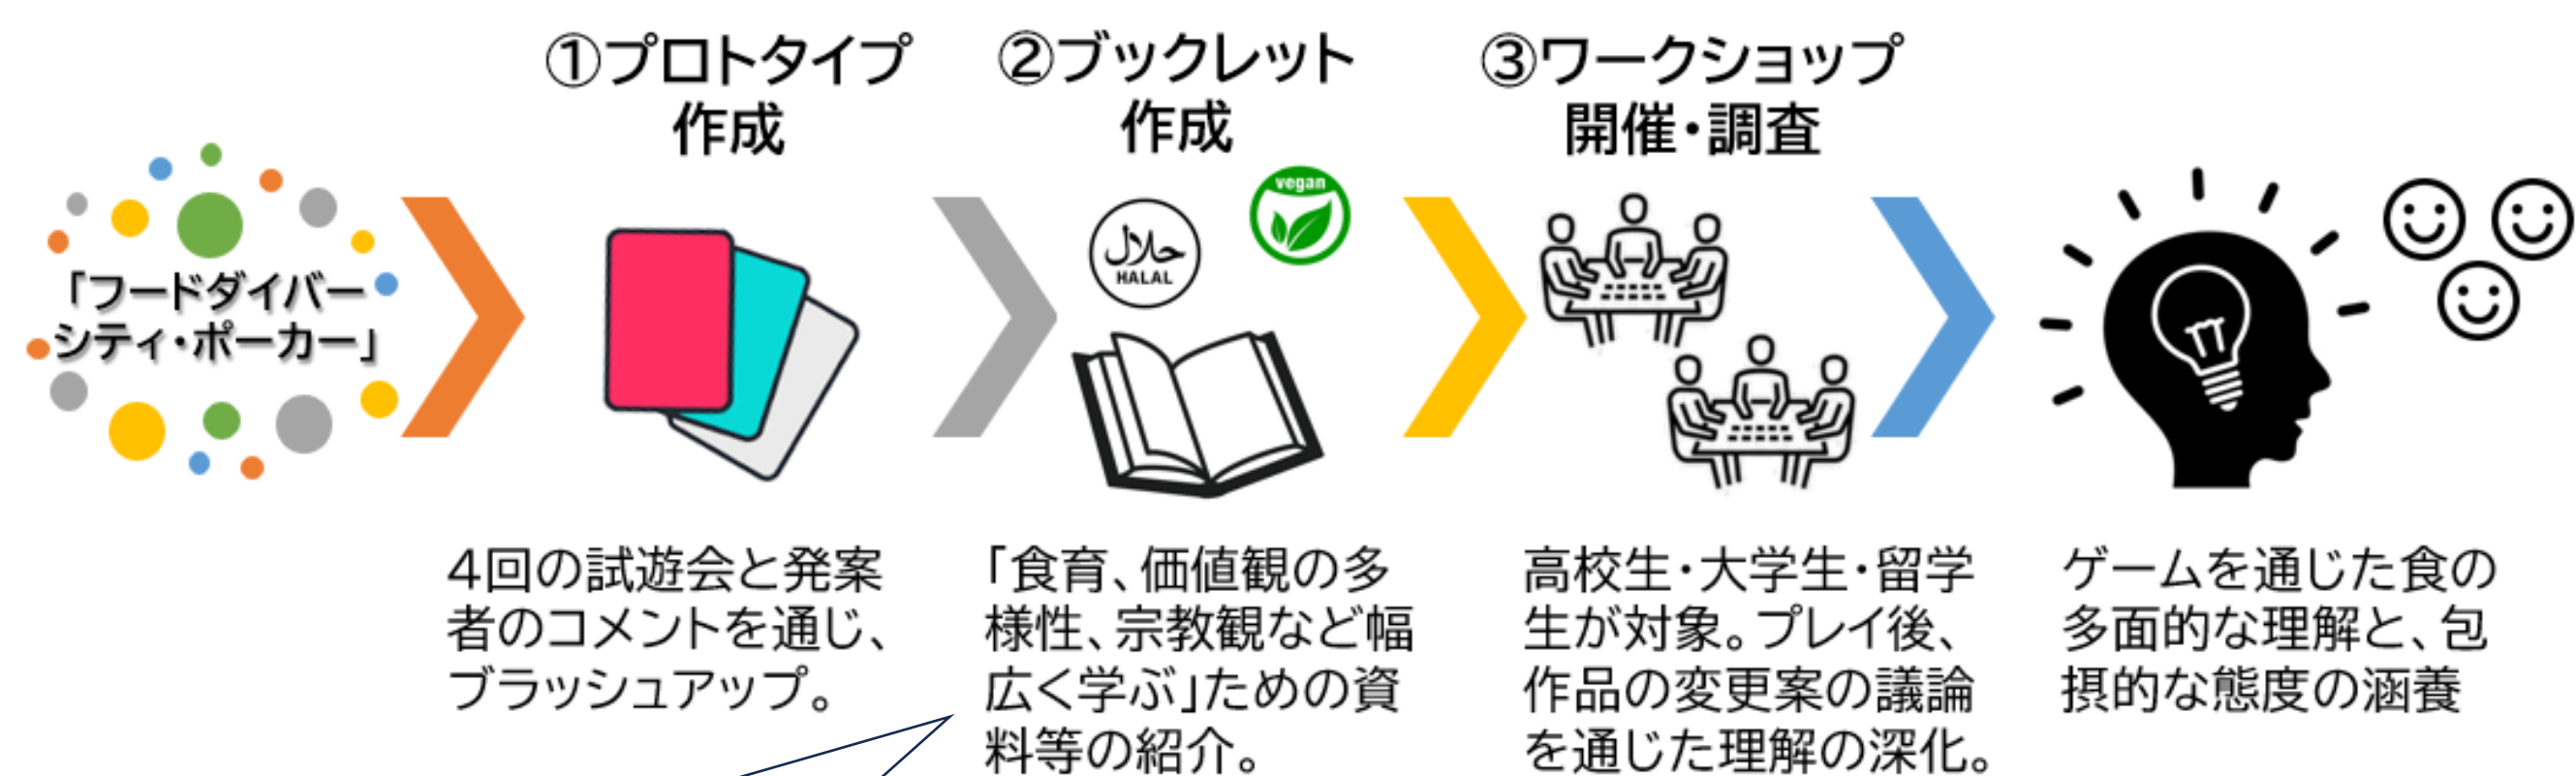 「フードダイバー
シティ・ポーカー」
①プロトタイプ
作成
４回の試遊会と発案
者のコメントを通じ、
ブラッシュアップ。
②ブックレット
作成
حلال
HALAL
vegan
「食育、価値観の多
様性、宗教観など幅
広く学ぶ」ための資
料等の紹介。
③ワークショップ
開催・調査
高校生・大学生・留学
生が対象。プレイ後、
作品の変更案の議論
を通じた理解の深化。
ゲームを通じた食の
多面的な理解と、包
摂的な態度の涵養